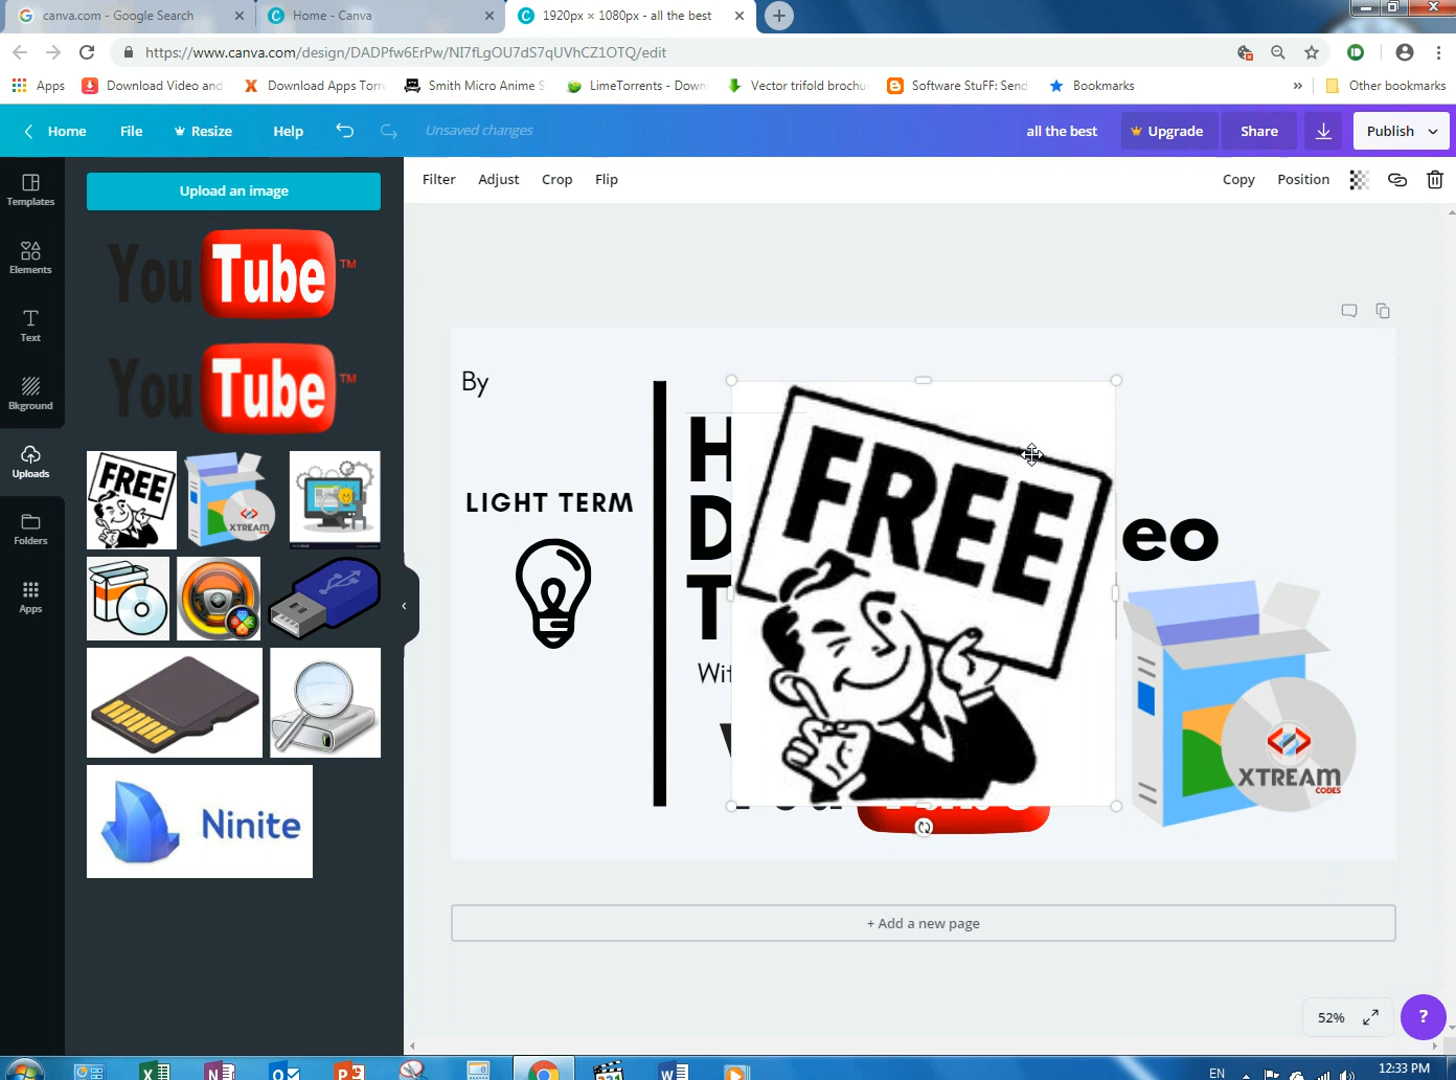 canva.com - Google Search
Home - Canva
1920px × 1080px - all the best
https://www.canva.com/design/DADPfw6ErPw/NI7fLgOU7dS7qUVhCZ1OTQ/edit
Apps
Download Video and
Download Apps Torre
Smith Micro Anime S
LimeTorrents - Down
Vector trifold brochu
Software StuFF: Send
Bookmarks
»
Other bookmarks
Home
File
Resize
Help
Unsaved changes
all the best
Upgrade
Share
Publish
Templates
Elements
Text
Bkground
Uploads
Folders
Apps
Upload an image
YouTube™
YouTube™
FREE
XTREAM
Ninite
Filter
Adjust
Crop
Flip
Copy
Position
By
LIGHT TERM
H
D
eo
T
Wit
FREE
XTREAM
CODES
You
+ Add a new page
52%
?
EN
12:33 PM